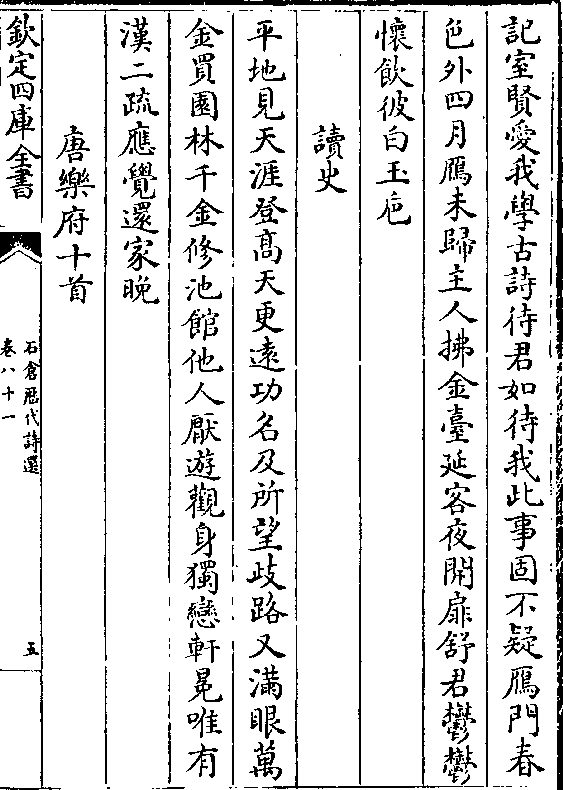 記室賢愛我學古詩待君如待我此事固不疑鴈門春
色外四月鴈未歸主人拂金臺延客夜開扉舒君鬱鬱
懷飲彼白玉巵
讀史
平地見天涯登高天更遠功名及所望歧路又滿眼萬
金買園林千金修池館他人厭遊觀身獨戀軒冕唯有
漢二疏應覺還家晚
唐樂府十首
欽定四庫全書
石倉歷代詩選
卷八十一
五